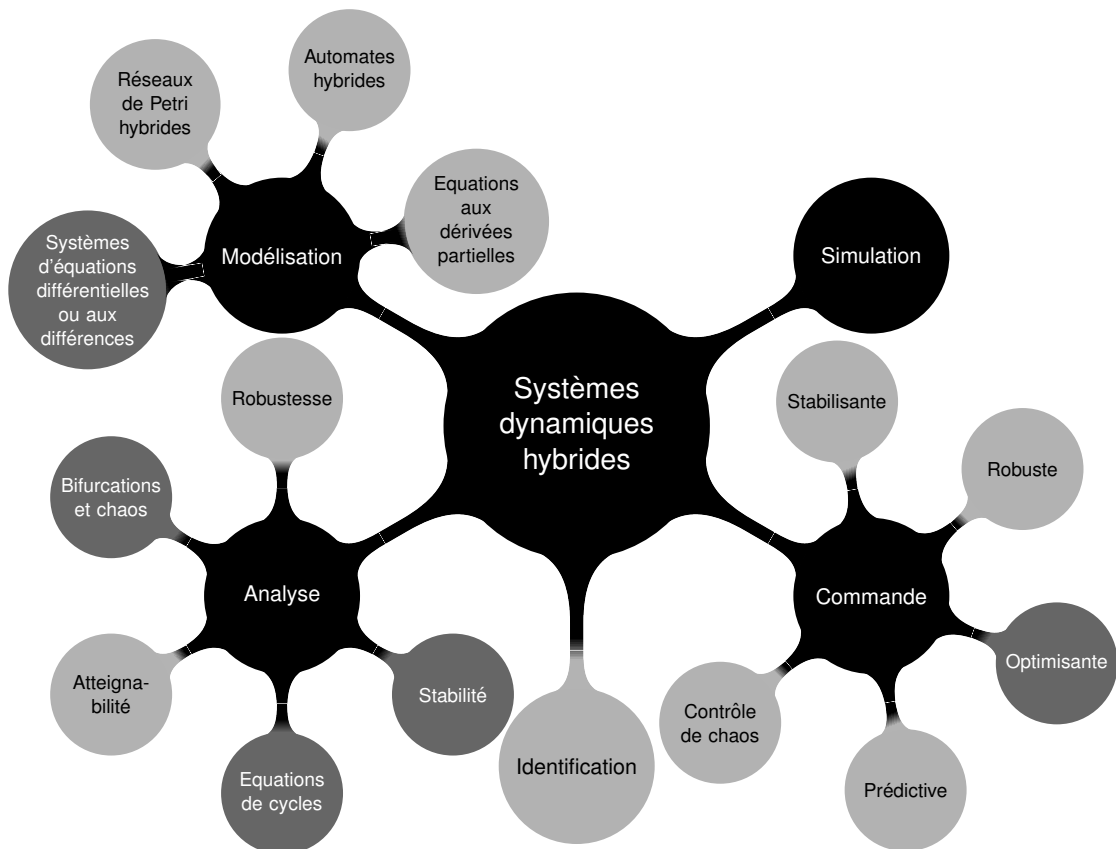 Automates
hybrides
Réseaux
de Petri
hybrides
Equations
aux
dérivées
partielles
Systèmes
d'équations
différentielles
ou aux
différences
Modélisation
Simulation
Systèmes
dynamiques
hybrides
Robustesse
Stabilisante
Bifurcations
et chaos
Robuste
Analyse
Commande
Atteigna-
bilité
Stabilité
Optimisante
Equations
de cycles
Identification
Contrôle
de chaos
Prédictive